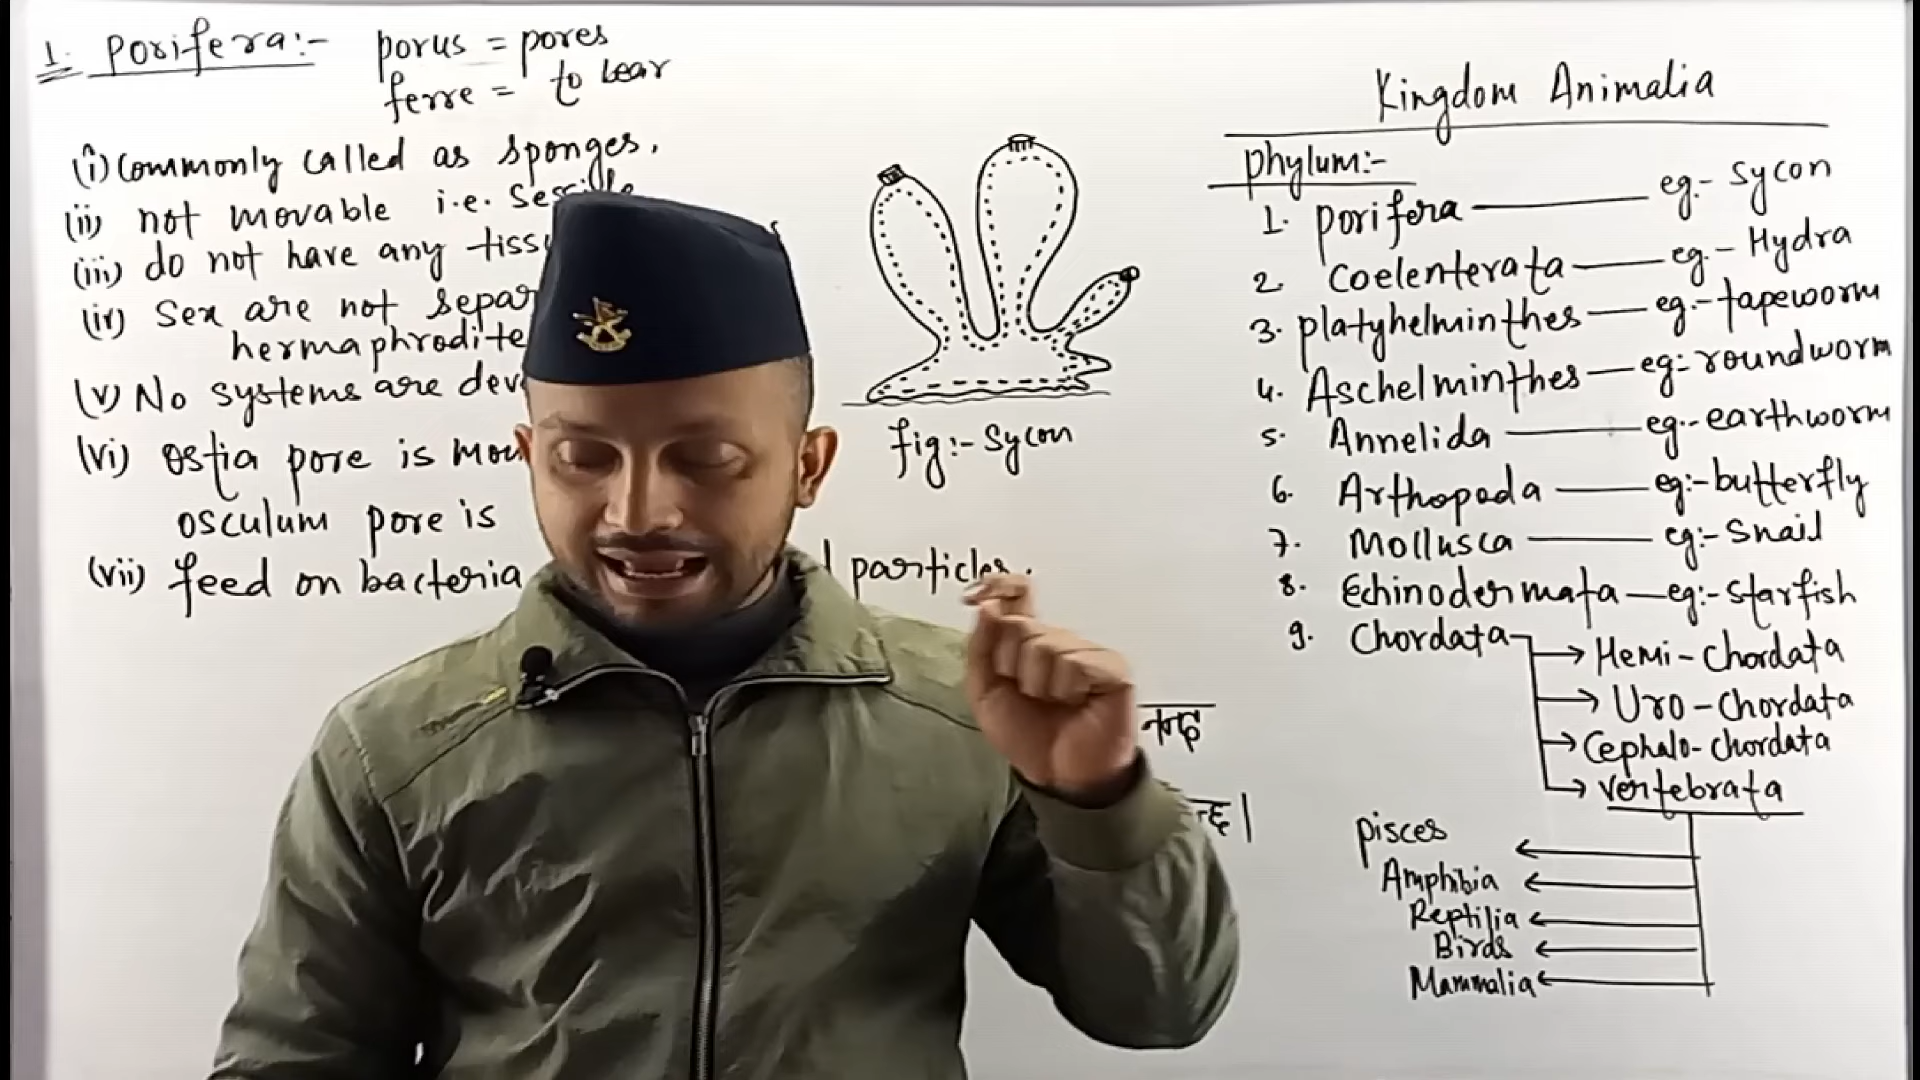 1. Porifera:- porus = pores
ferre = to bear
(i) Commonly called as sponges.
(ii) not movable i.e. sessile
(iii) do not have any
(iv) Sex are not
hermaphrodite
(v) No systems are
(vi) ostia pore is
osculum pore is
(vii) feed on bacteria particles.
fig:- Sycon
Kingdom Animalia
Phylum:-
1. porifera eg:- Sycon
2. Coelenterata eg:- Hydra
3. platyhelminthes eg:- tapeworm
4. Aschelminthes eg:- roundworm
5. Annelida eg:- earthworm
6. Arthopoda eg:- butterfly
7. Mollusca eg:- Snail
8. Echinodermata eg:- starfish
9. Chordata
Hemi-Chordata
Uro-Chordata
Cephalo-chordata
Vertebrata
pisces
Amphibia
Reptilia
Birds
Mammalia